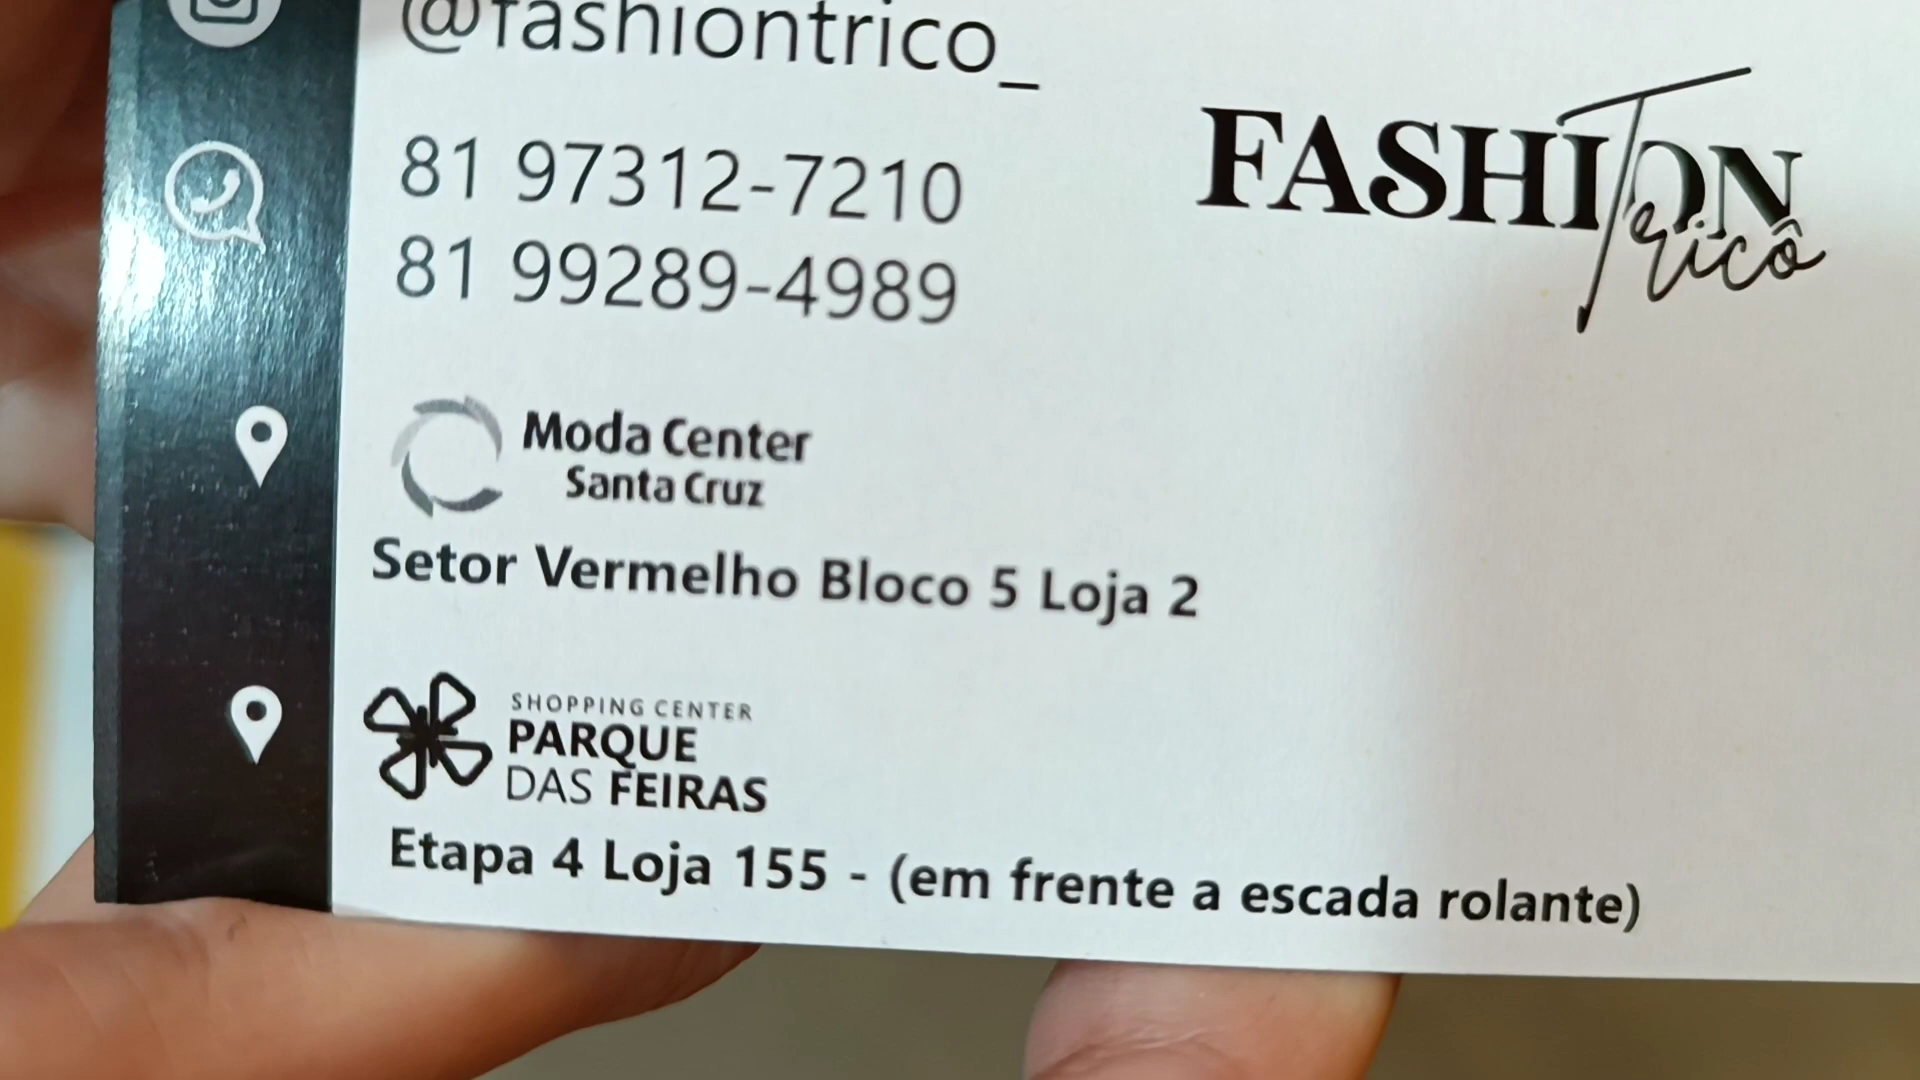 @fashiontrico_
81 97312-7210
81 99289-4989
FASHION
Tricô
Moda Center
Santa Cruz
Setor Vermelho Bloco 5 Loja 2
SHOPPING CENTER
PARQUE
DAS FEIRAS
Etapa 4 Loja 155 - (em frente a escada rolante)